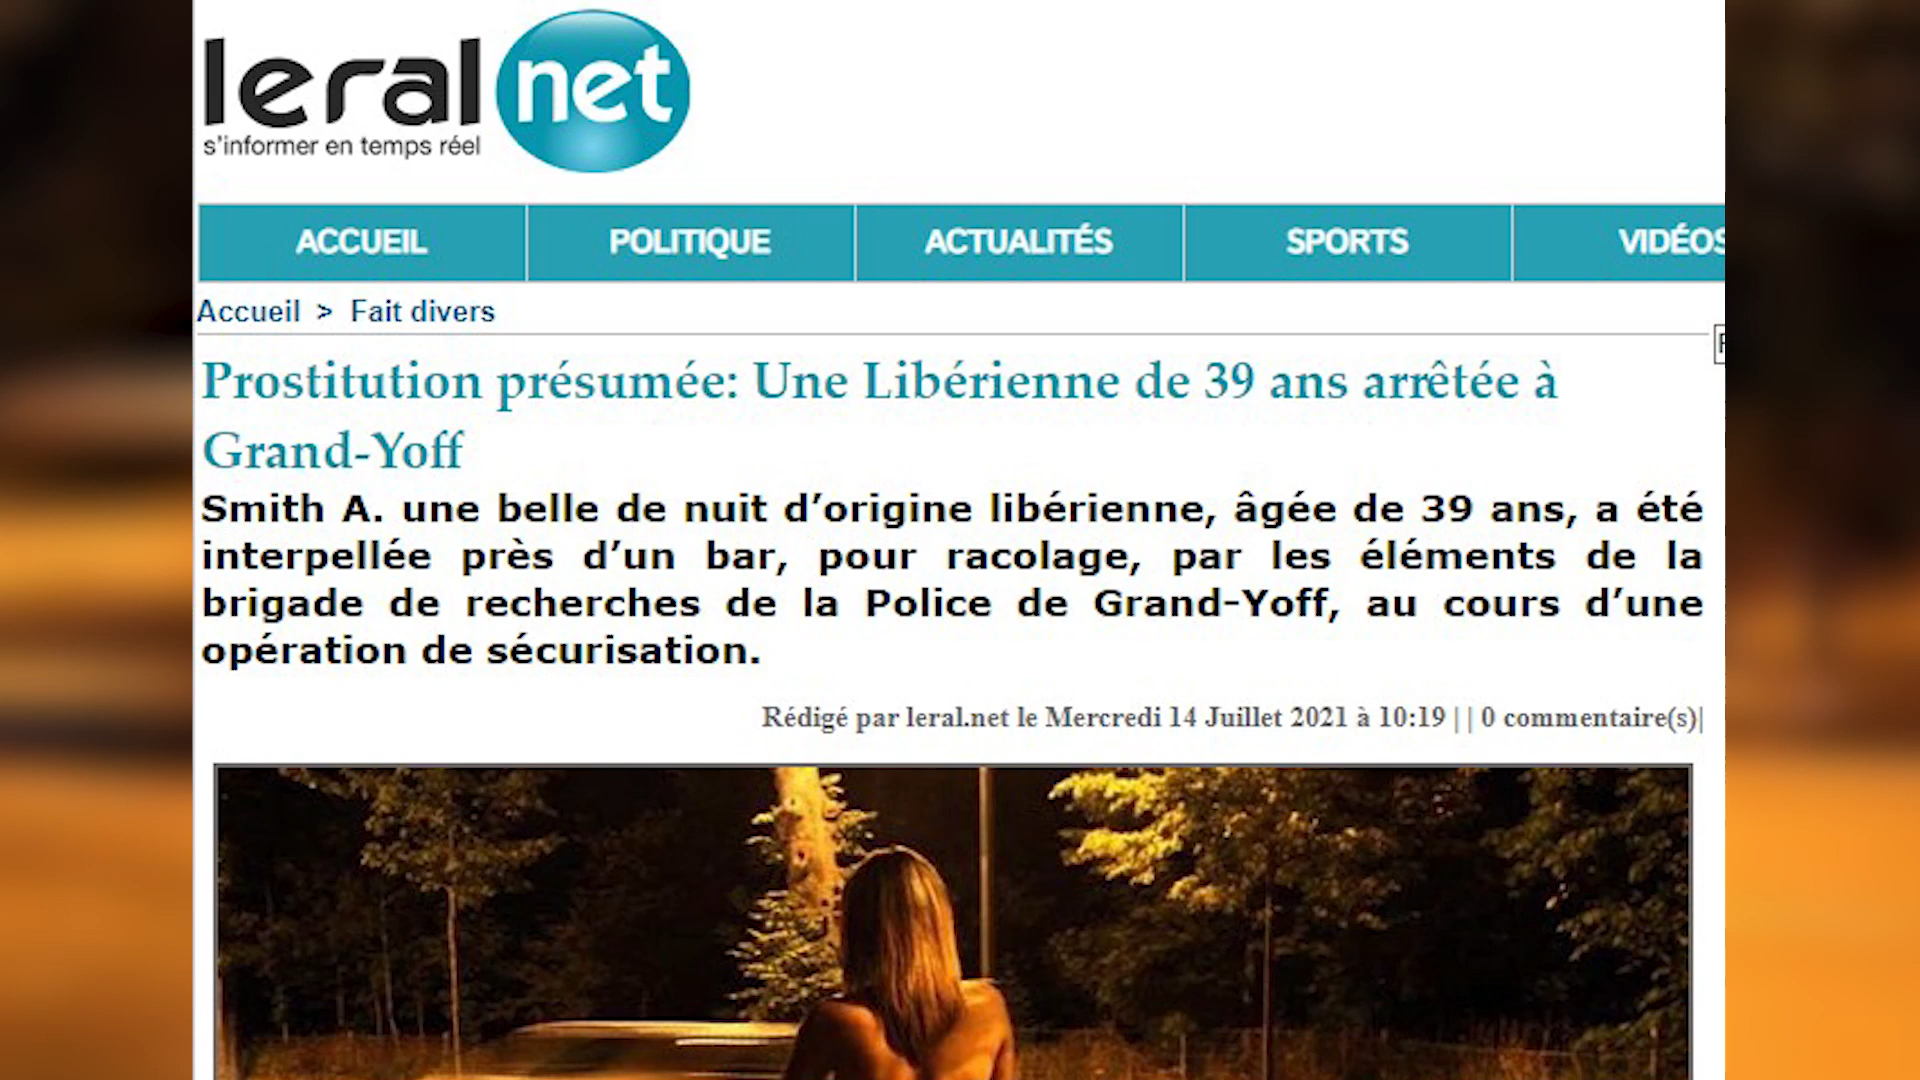 leral net
s'informer en temps réel
ACCUEIL POLITIQUE ACTUALITÉS SPORTS VIDÉOS
Accueil > Fait divers
Prostitution présumée: Une Libérienne de 39 ans arrêtée à
Grand-Yoff
Smith A. une belle de nuit d’origine libérienne, âgée de 39 ans, a été
interpellée près d’un bar, pour racolage, par les éléments de la
brigade de recherches de la Police de Grand-Yoff, au cours d’une
opération de sécurisation.
Rédigé par leral.net le Mercredi 14 Juillet 2021 à 10:19 | | 0 commentaire(s)|